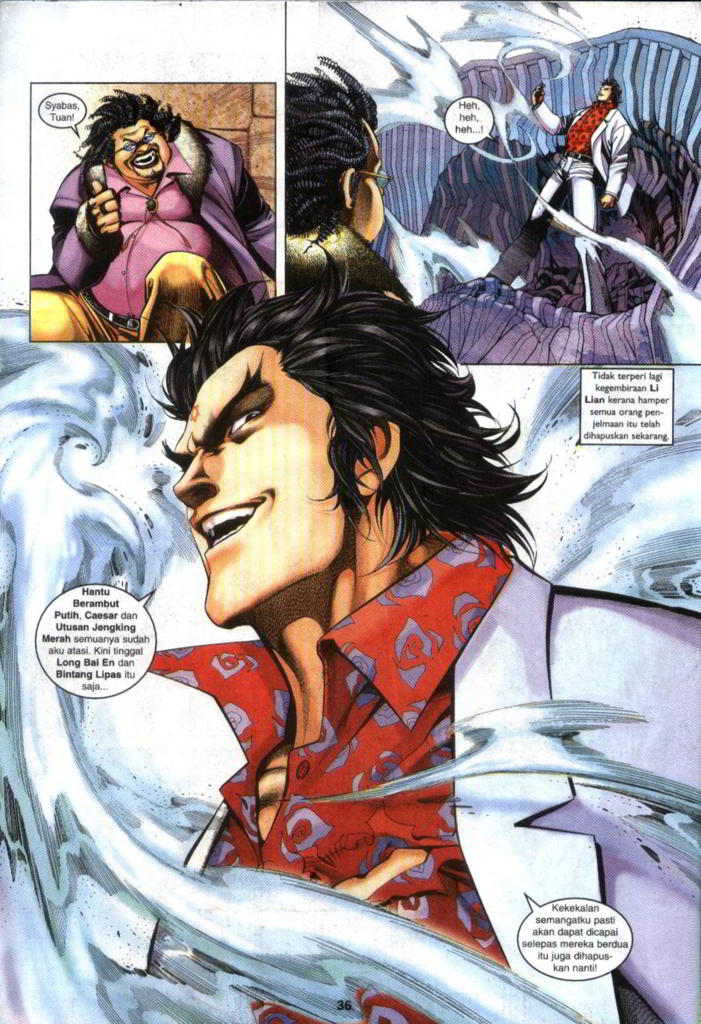 Syabas,
Tuan!
Heh,
heh,
heh...!
Tidak terperi lagi
kegembiraan Li
Lian kerana hamper
semua orang pen-
jelmaan itu telah
dihapuskan sekarang.
Hantu
Berambut
Putih, Caesar dan
Utusan Jengking
Merah semuanya sudah
aku atasi. Kini tinggal
Long Bai En dan
Bintang Lipas itu
saja...
Kekekalan
semangatku pasti
akan dapat dicapai
selepas mereka berdua
itu juga dihapus-
kan nanti!
36